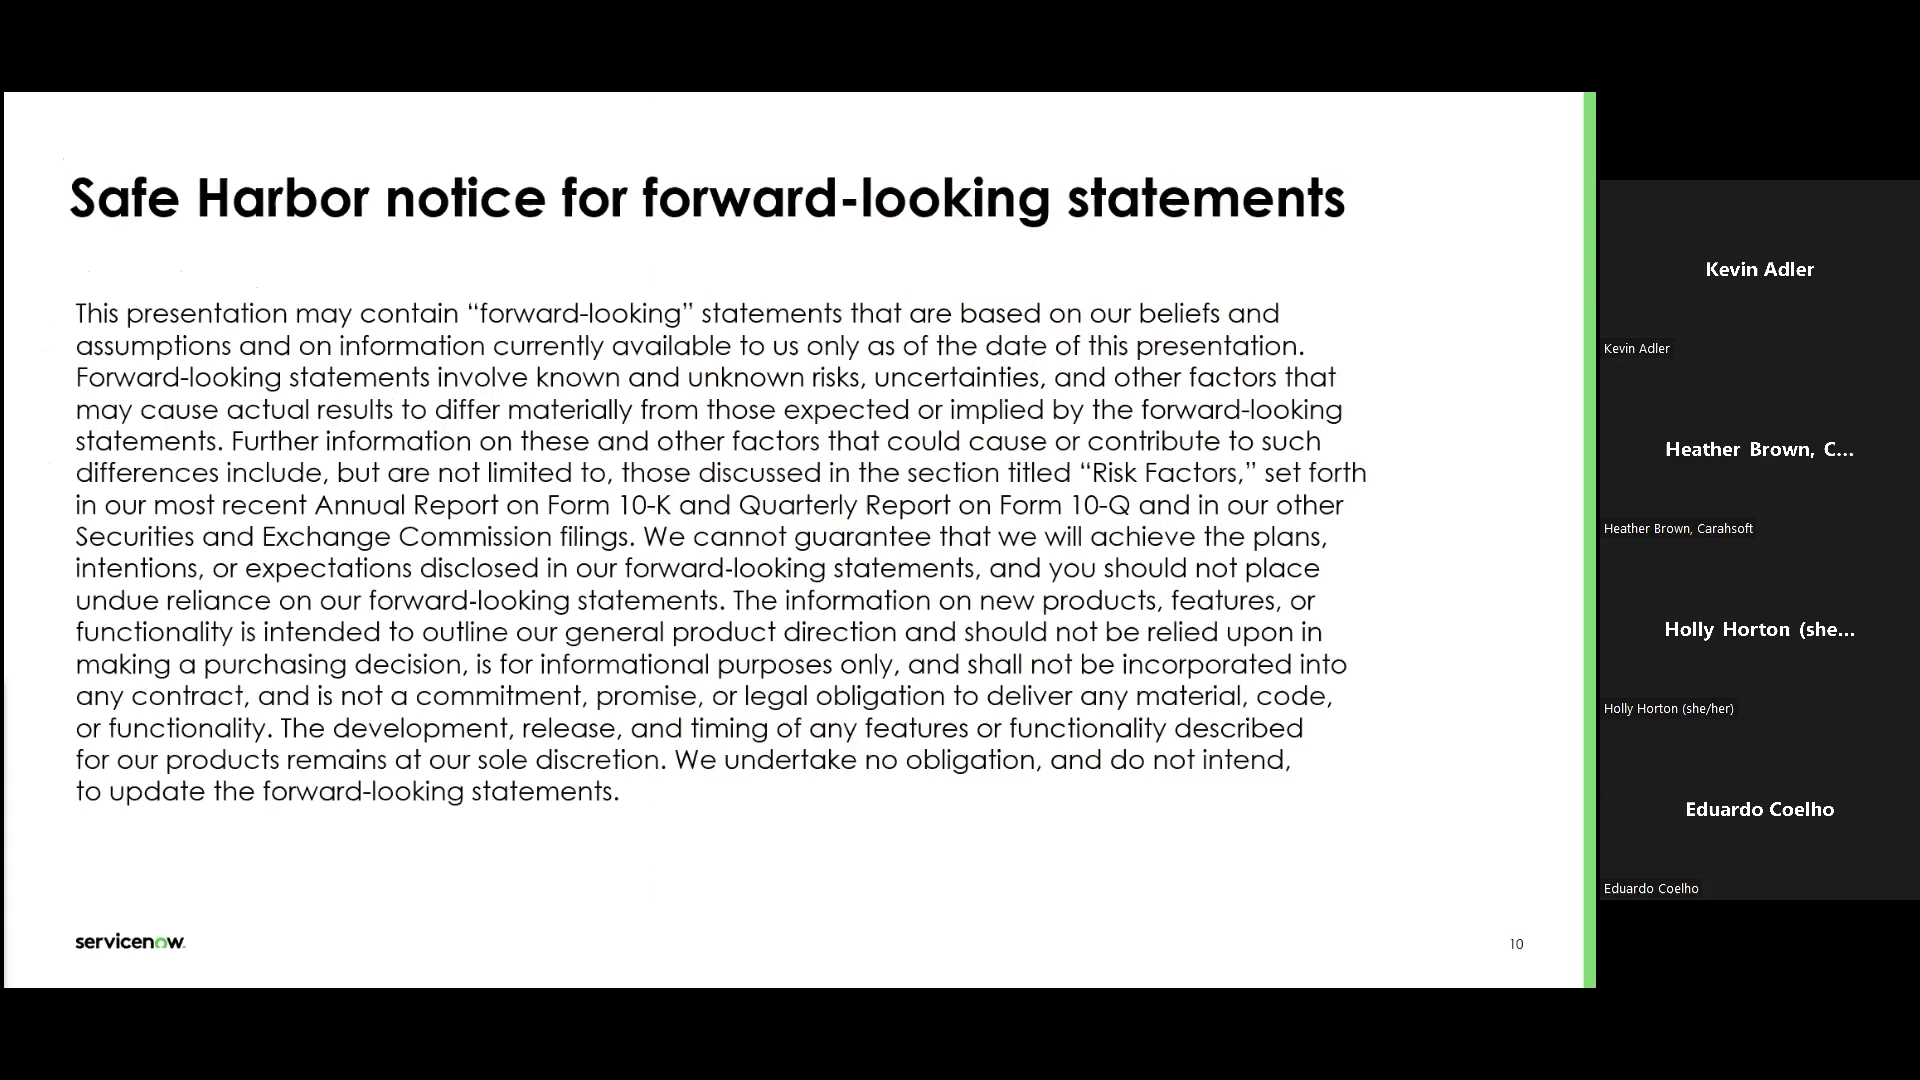 Safe Harbor notice for forward-looking statements
This presentation may contain “forward-looking” statements that are based on our beliefs and
assumptions and on information currently available to us only as of the date of this presentation.
Forward-looking statements involve known and unknown risks, uncertainties, and other factors that
may cause actual results to differ materially from those expected or implied by the forward-looking
statements. Further information on these and other factors that could cause or contribute to such
differences include, but are not limited to, those discussed in the section titled “Risk Factors,” set forth
in our most recent Annual Report on Form 10-K and Quarterly Report on Form 10-Q and in our other
Securities and Exchange Commission filings. We cannot guarantee that we will achieve the plans,
intentions, or expectations disclosed in our forward-looking statements, and you should not place
undue reliance on our forward-looking statements. The information on new products, features, or
functionality is intended to outline our general product direction and should not be relied upon in
making a purchasing decision, is for informational purposes only, and shall not be incorporated into
any contract, and is not a commitment, promise, or legal obligation to deliver any material, code,
or functionality. The development, release, and timing of any features or functionality described
for our products remains at our sole discretion. We undertake no obligation, and do not intend,
to update the forward-looking statements.
servicenow
10
Kevin Adler
Kevin Adler
Heather Brown, C...
Heather Brown, Carahsoft
Holly Horton (she...
Holly Horton (she/her)
Eduardo Coelho
Eduardo Coelho